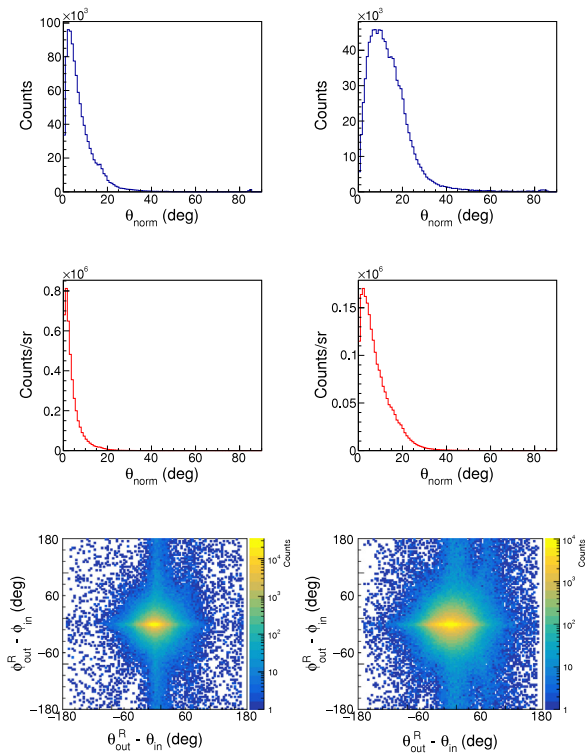 ×10³
100
80
60
40
20
0
Counts
0 20 40 60 80
θnorm (deg)
×10³
40
20
0
Counts
0 20 40 60 80
θnorm (deg)
×10⁶
0.8
0.6
0.4
0.2
0
Counts/sr
0 20 40 60 80
θnorm (deg)
×10⁶
0.15
0.1
0.05
0
Counts/sr
0 20 40 60 80
θnorm (deg)
180
60
−60
−180
ϕᴿout - ϕin (deg)
−180 −60 60 180
θᴿout - θin (deg)
10⁴
10³
10²
10
1
Counts
180
60
−60
−180
ϕᴿout - ϕin (deg)
−180 −60 60 180
θᴿout - θin (deg)
10⁴
10³
10²
10
1
Counts